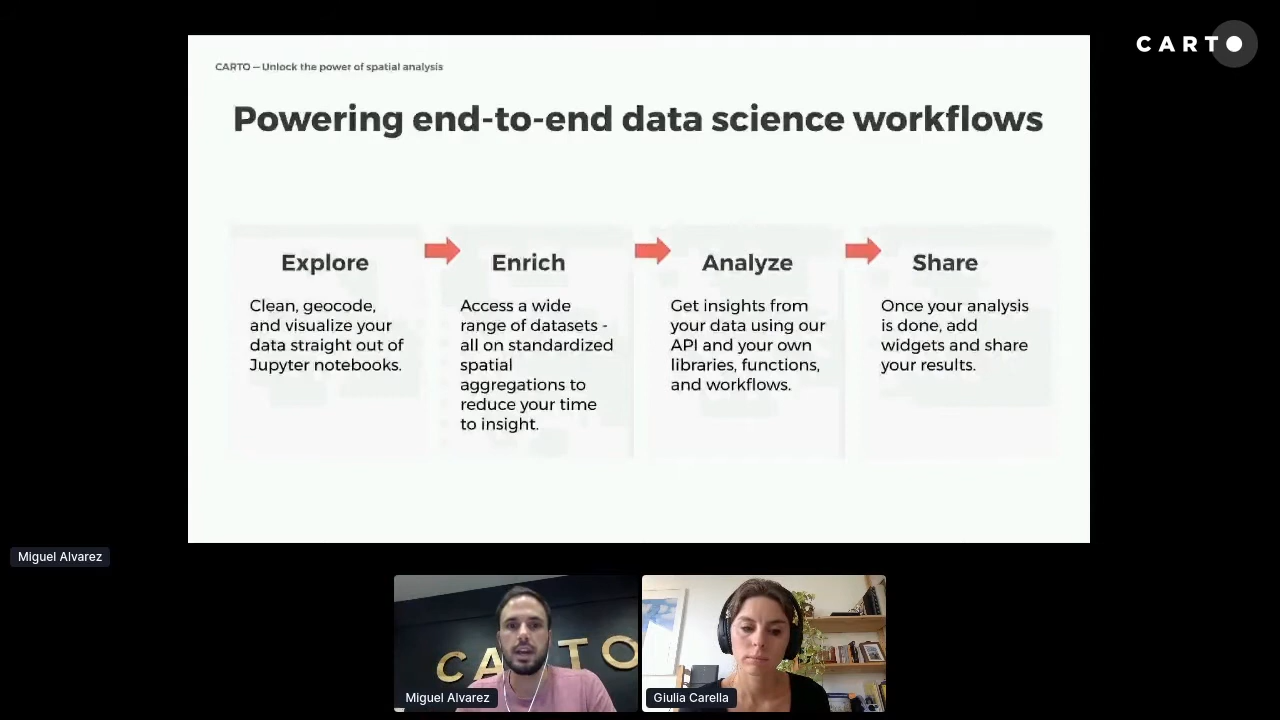 CARTO
CARTO — Unlock the power of spatial analysis
Powering end-to-end data science workflows
Explore
Clean, geocode,
and visualize your
data straight out of
Jupyter notebooks.
Enrich
Access a wide
range of datasets -
all on standardized
spatial
aggregations to
reduce your time
to insight.
Analyze
Get insights from
your data using our
API and your own
libraries, functions,
and workflows.
Share
Once your analysis
is done, add
widgets and share
your results.
Miguel Alvarez
CA TO
Miguel Alvarez
Giulia Carella